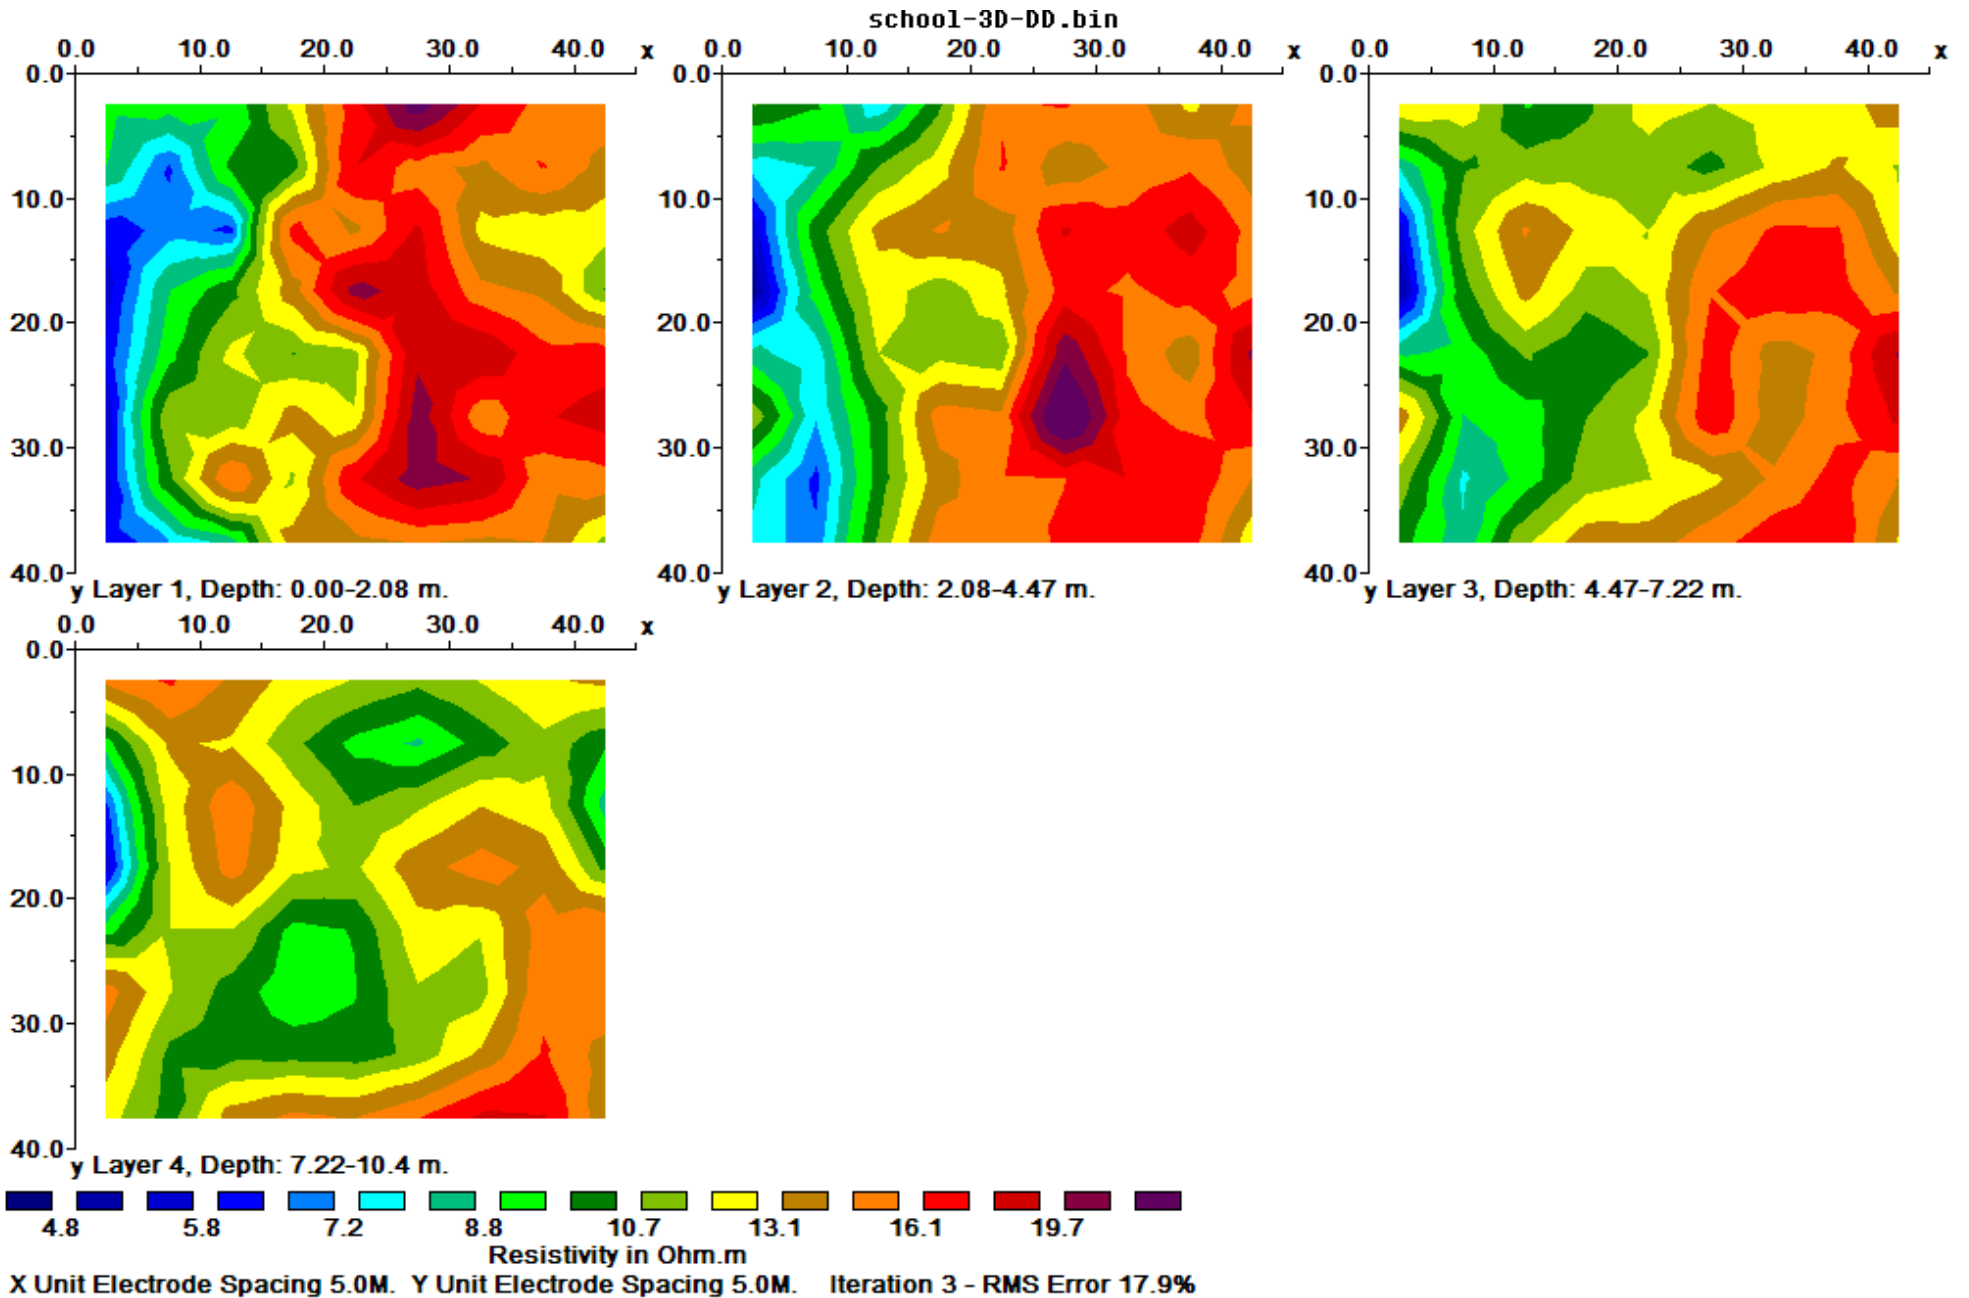 school-3D-DD.bin
0.0 10.0 20.0 30.0 40.0 x 0.0 10.0 20.0 30.0 40.0 x 0.0 10.0 20.0 30.0 40.0 x
0.0 0.0 0.0
10.0 10.0 10.0
20.0 20.0 20.0
30.0 30.0 30.0
40.0 40.0 40.0
y Layer 1, Depth: 0.00-2.08 m. y Layer 2, Depth: 2.08-4.47 m. y Layer 3, Depth: 4.47-7.22 m.
0.0 10.0 20.0 30.0 40.0 x
0.0
10.0
20.0
30.0
40.0
y Layer 4, Depth: 7.22-10.4 m.
4.8 5.8 7.2 8.8 10.7 13.1 16.1 19.7
Resistivity in Ohm.m
X Unit Electrode Spacing 5.0M. Y Unit Electrode Spacing 5.0M. Iteration 3 - RMS Error 17.9%